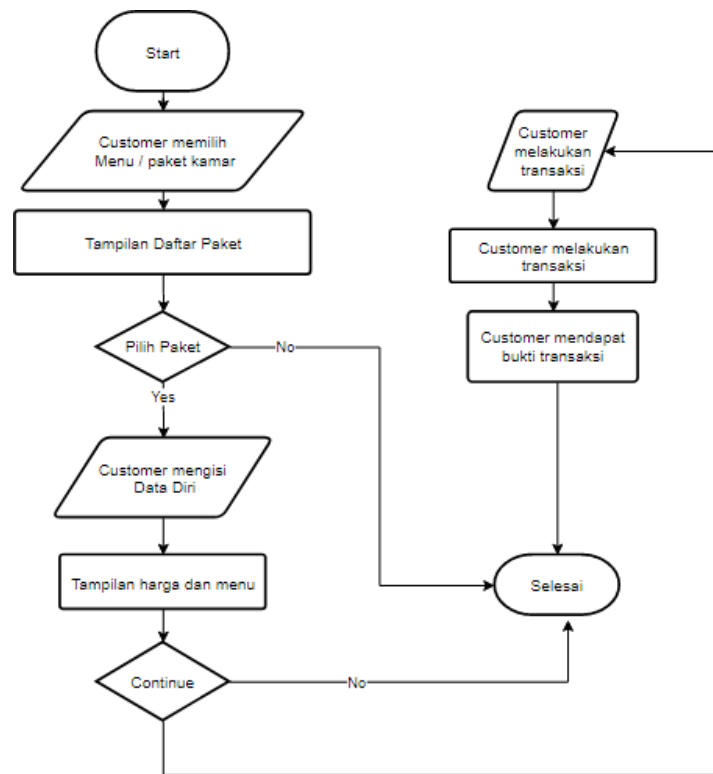 Start
Customer memilih
Menu / paket kamar
Tampilan Daftar Paket
Pilih Paket
No
Yes
Customer mengisi
Data Diri
Tampilan harga dan menu
Continue
No
Customer
melakukan
transaksi
Customer melakukan
transaksi
Customer mendapat
bukti transaksi
Selesai